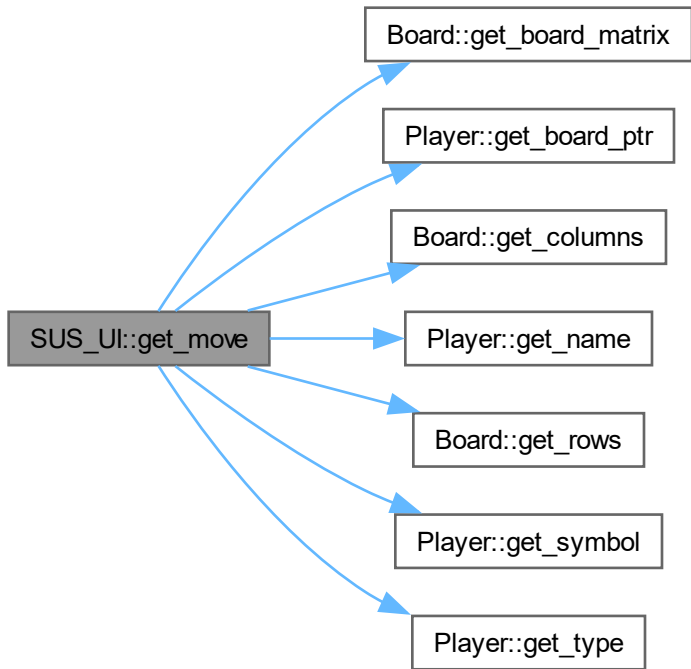 Board::get_board_matrix
Player::get_board_ptr
Board::get_columns
SUS_UI::get_move
Player::get_name
Board::get_rows
Player::get_symbol
Player::get_type